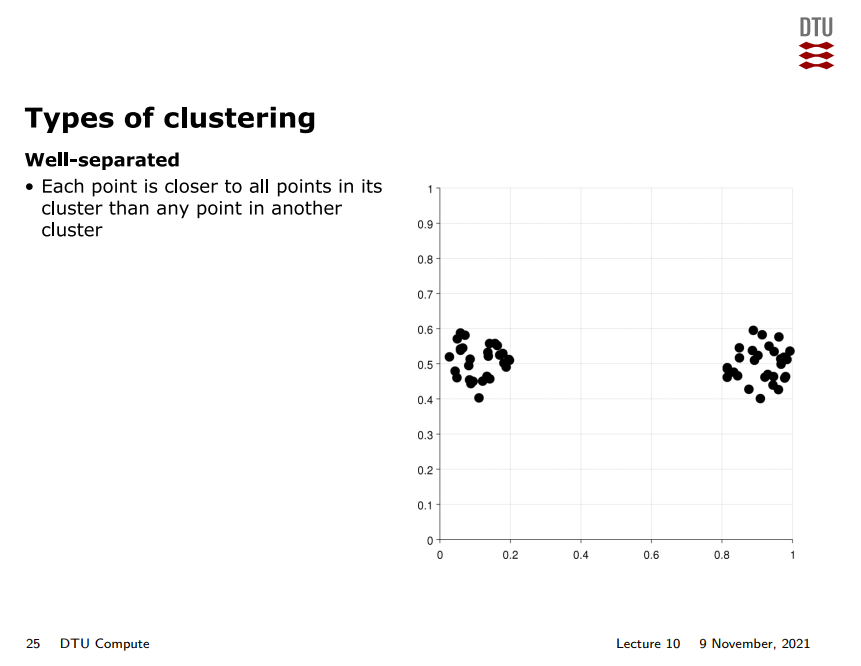 DTU
Types of clustering
Well-separated
• Each point is closer to all points in its
cluster than any point in another
cluster
1
0.9
0.8
0.7
0.6
0.5
0.4
0.3
0.2
0.1
0
0 0.2 0.4 0.6 0.8 1
25 DTU Compute Lecture 10 9 November, 2021